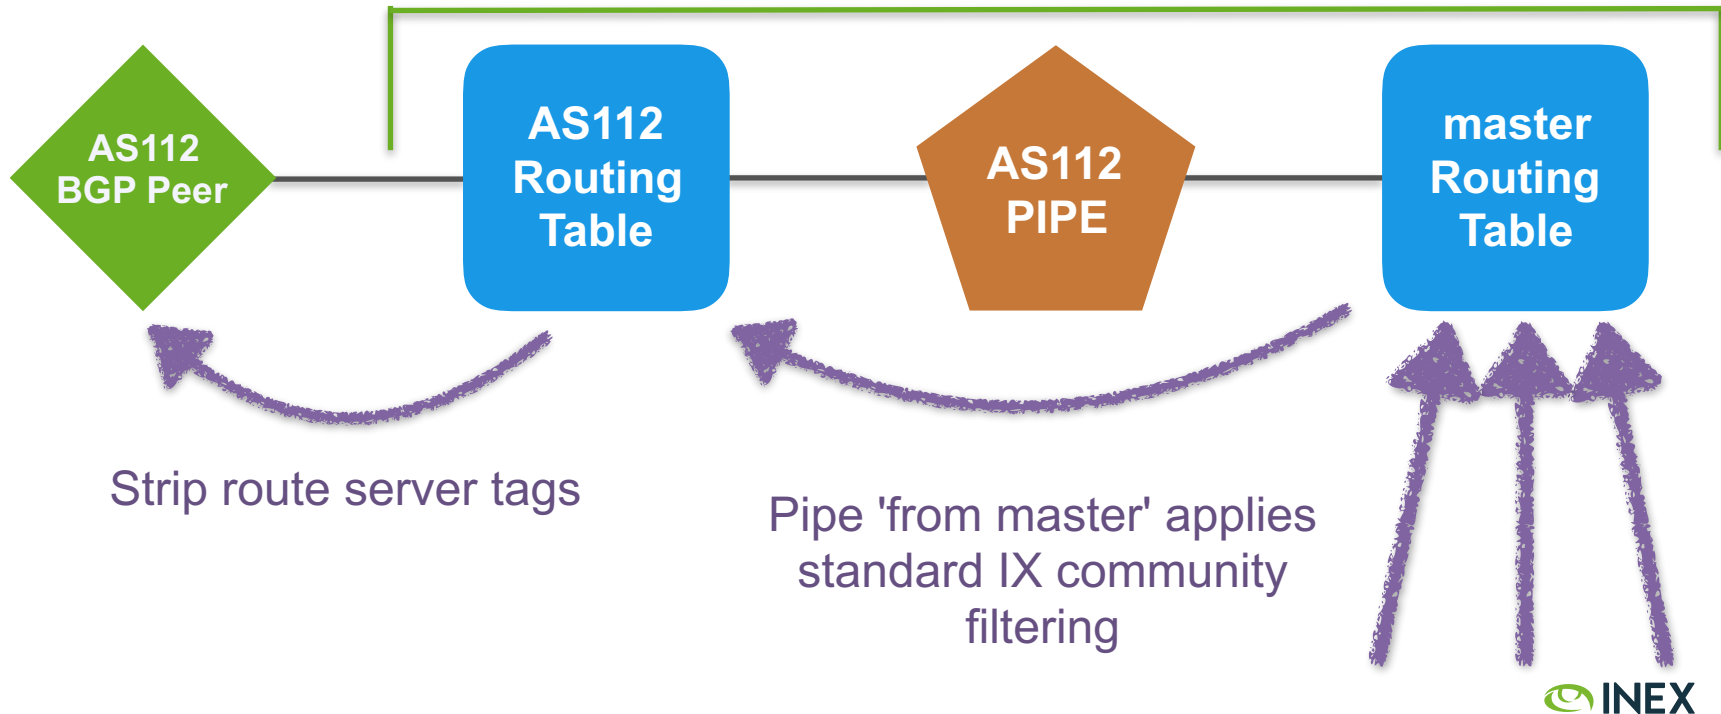 AS112
BGP Peer
AS112
Routing
Table
AS112
PIPE
master
Routing
Table
Strip route server tags
Pipe 'from master' applies
standard IX community
filtering
INEX